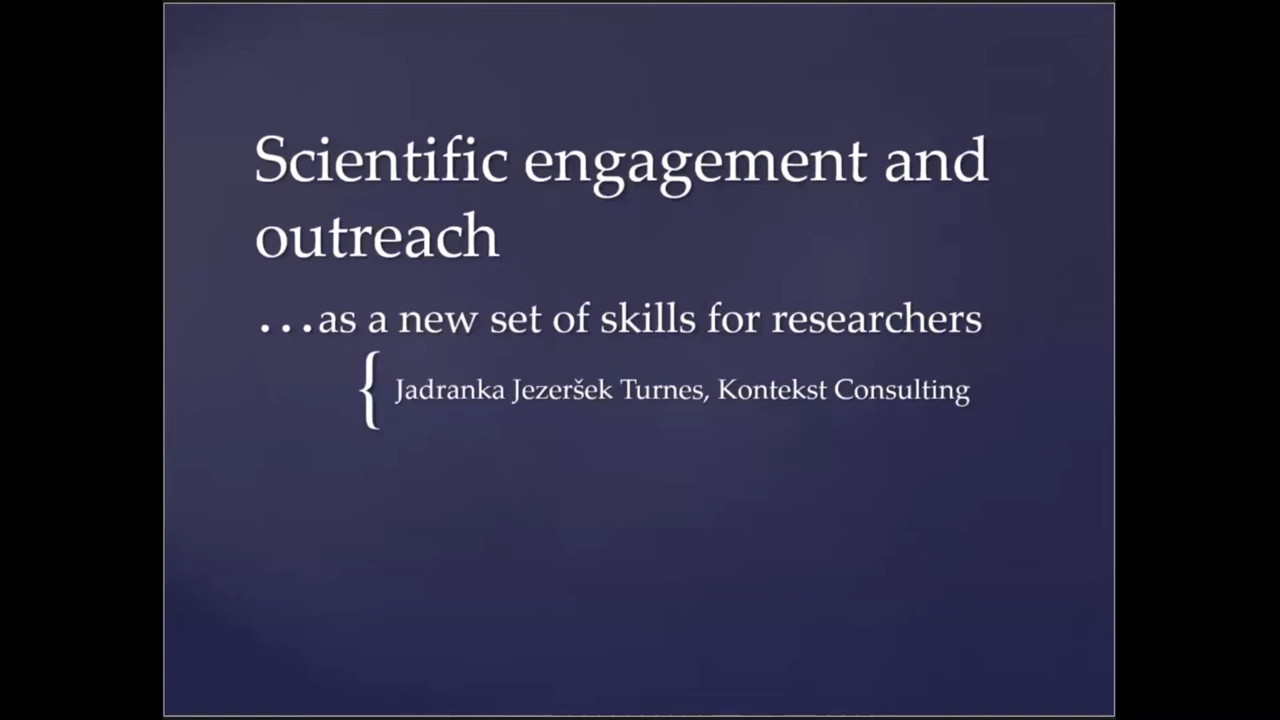 Scientific engagement and
outreach
…as a new set of skills for researchers
{ Jadranka Jezeršek Turnes, Kontekst Consulting